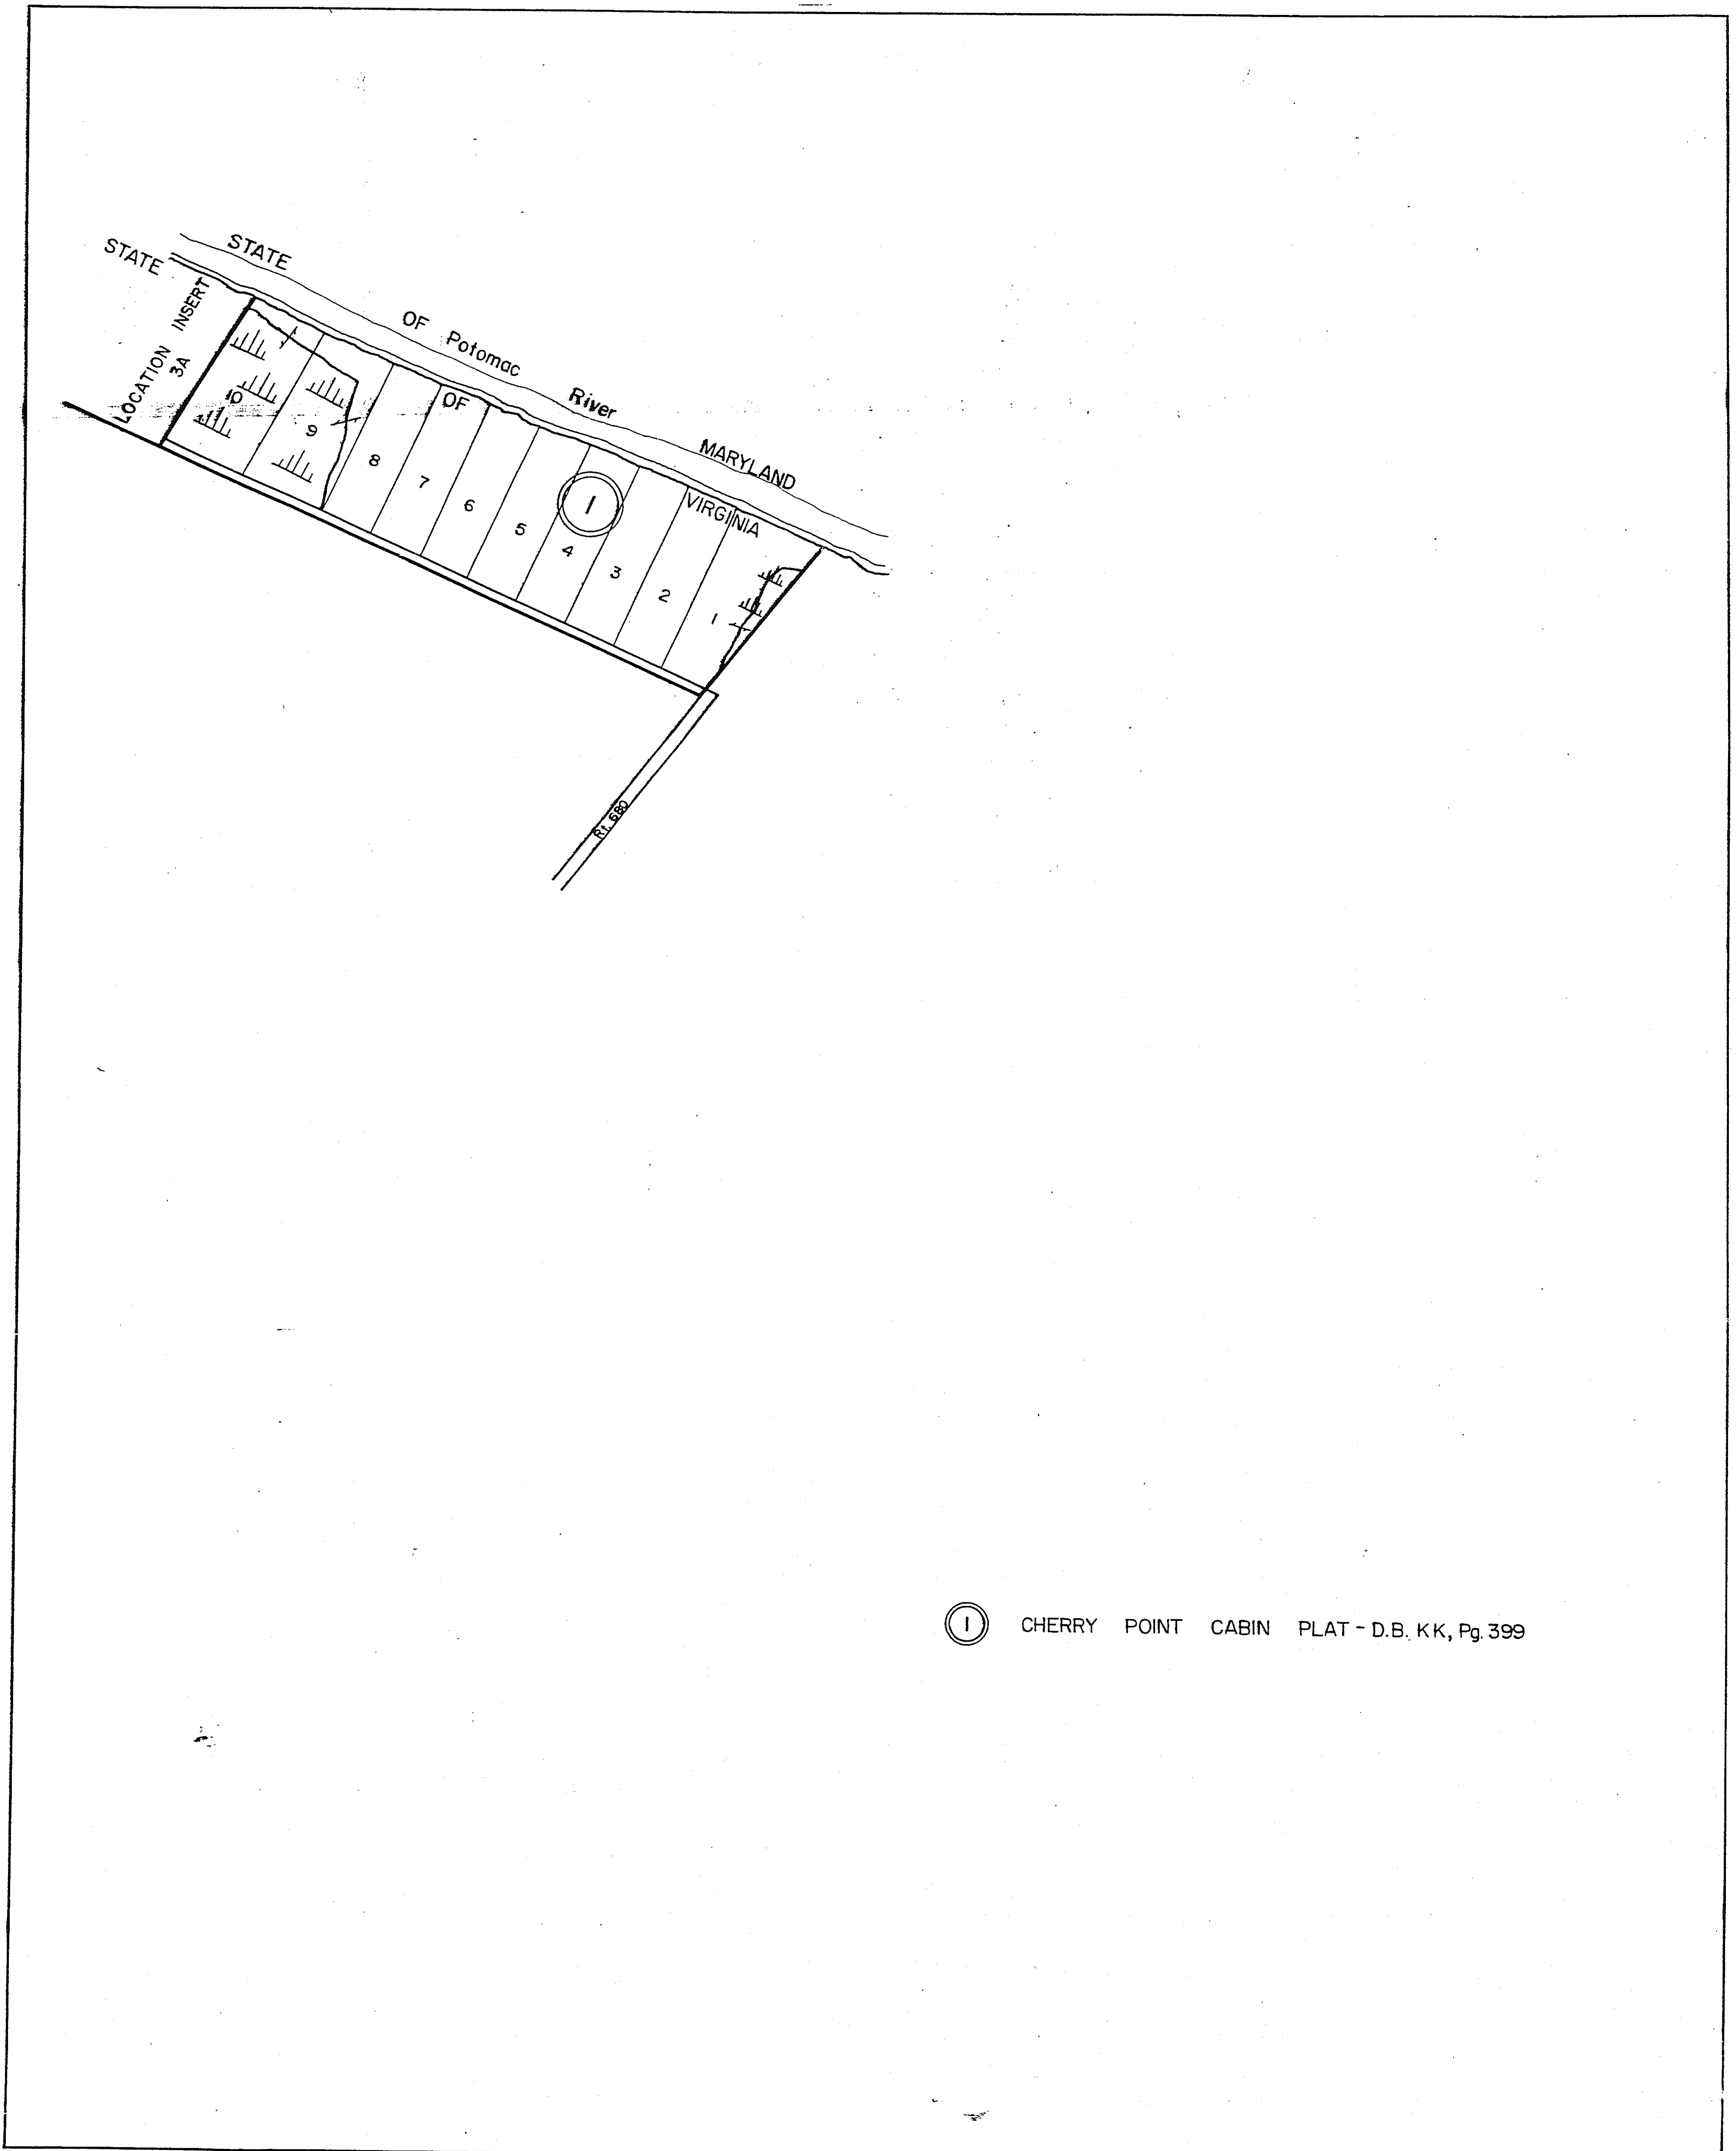 STATE OF MARYLAND
Potomac River
STATE OF VIRGINIA
LOCATION INSERT
3A
10
9
8
7
6
5
4
3
2
1
1
Rt. 680
1 CHERRY POINT CABIN PLAT - D.B. KK, Pg. 399